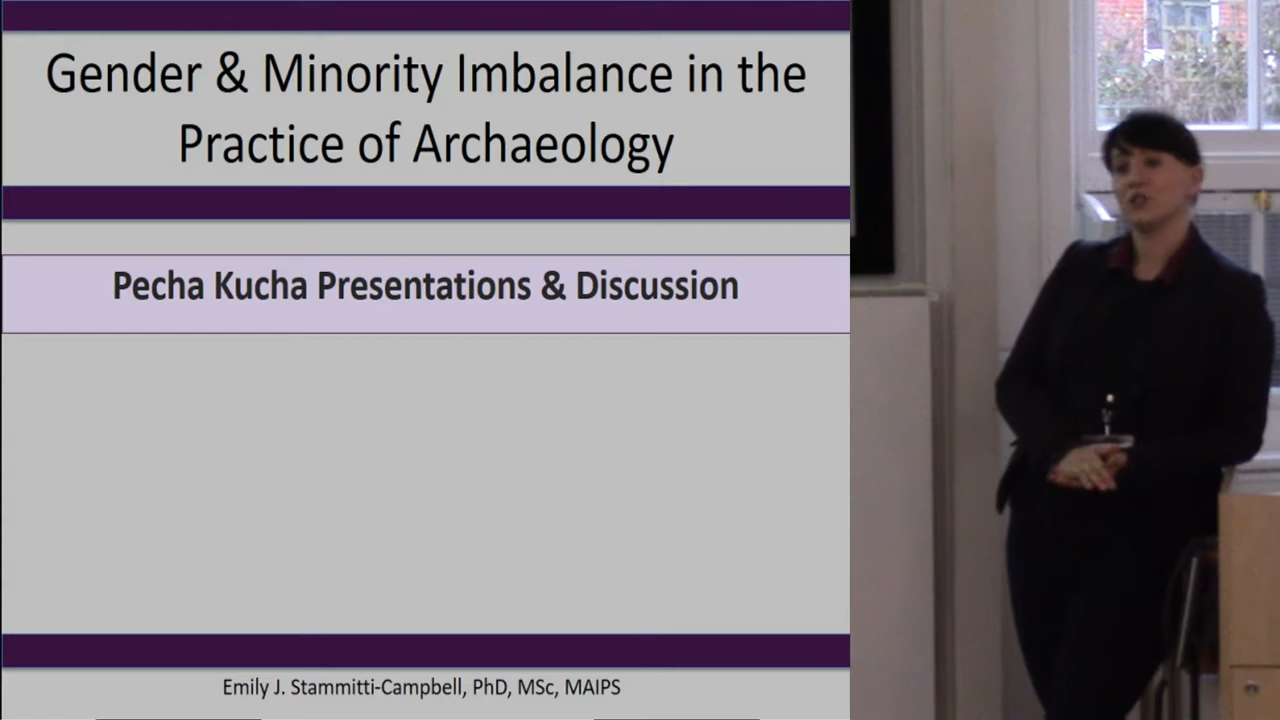 Gender & Minority Imbalance in the
Practice of Archaeology
Pecha Kucha Presentations & Discussion
Emily J. Stammitti-Campbell, PhD, MSc, MAIPS